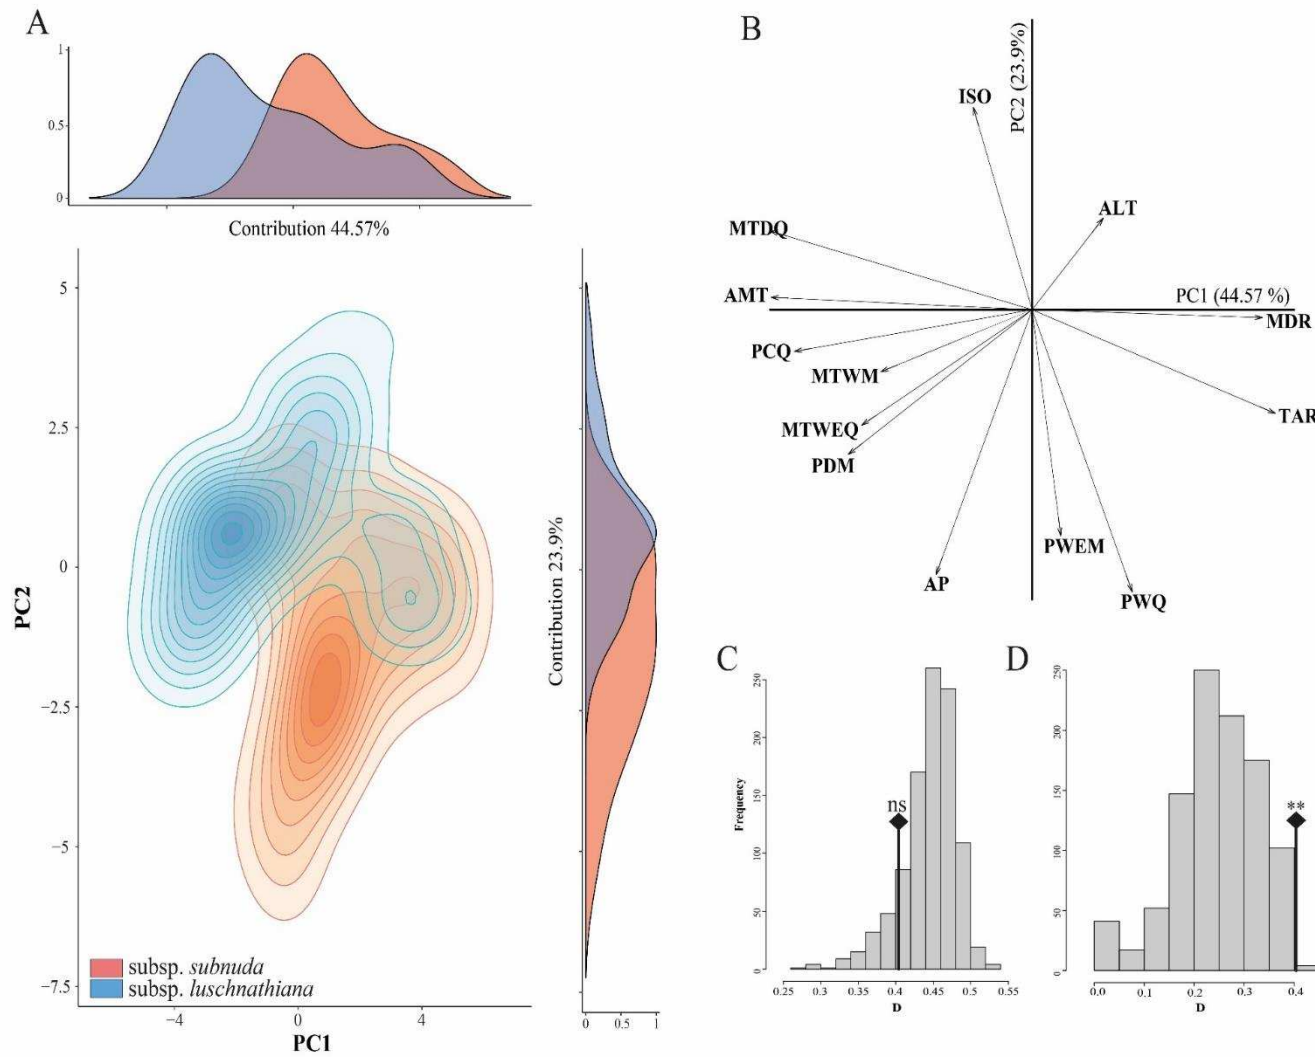 A
1
0.5
0
Contribution 44.57%
5
2.5
0
−2.5
−5
−7.5
PC2
−4
0
4
PC1
subsp. subnuda
subsp. luschnathiana
Contribution 23.9%
0
0.5
1
B
PC2 (23.9%)
ISO
ALT
MTDQ
AMT
PC1 (44.57 %)
MDR
PCQ
MTWM
TAR
MTWEQ
PDM
PWEM
AP
PWQ
C
250
200
150
100
50
0
Frequency
ns
0.25
0.3
0.35
0.4
0.45
0.5
0.55
D
D
250
200
150
100
50
0
**
0.0
0.1
0.2
0.3
0.4
D